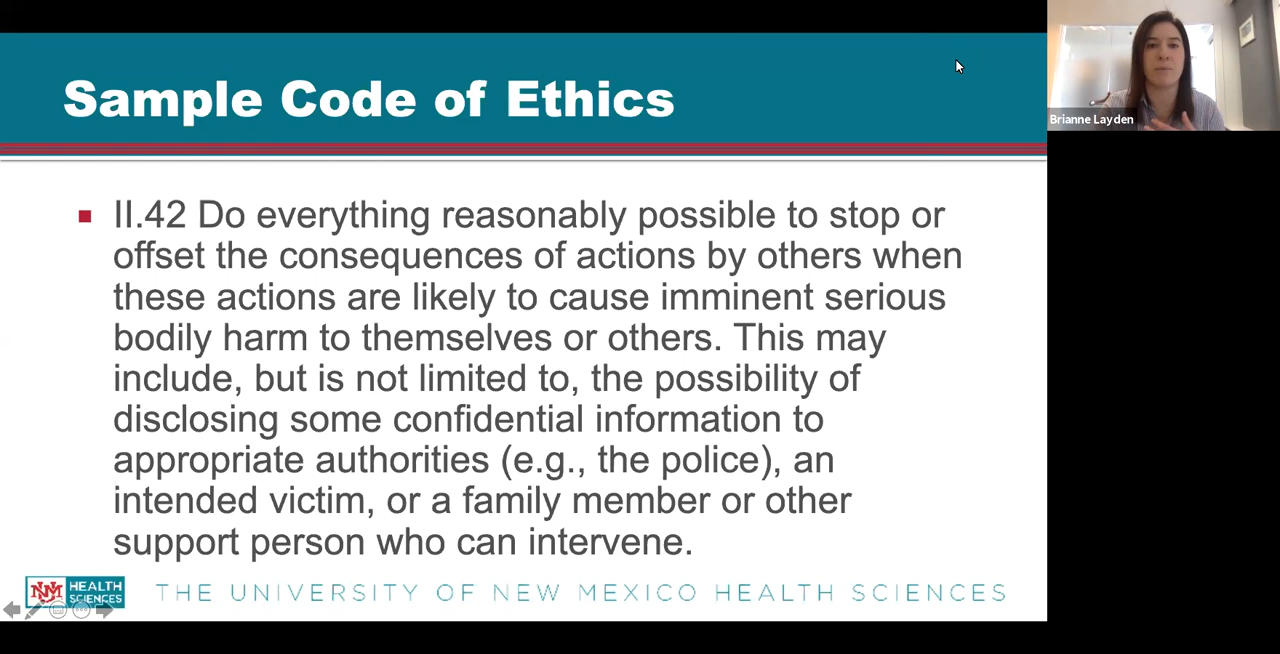 Sample Code of Ethics
Brianne Layden
II.42 Do everything reasonably possible to stop or
offset the consequences of actions by others when
these actions are likely to cause imminent serious
bodily harm to themselves or others. This may
include, but is not limited to, the possibility of
disclosing some confidential information to
appropriate authorities (e.g., the police), an
intended victim, or a family member or other
support person who can intervene.
UNM HEALTH
SCIENCES
THE UNIVERSITY OF NEW MEXICO HEALTH SCIENCES